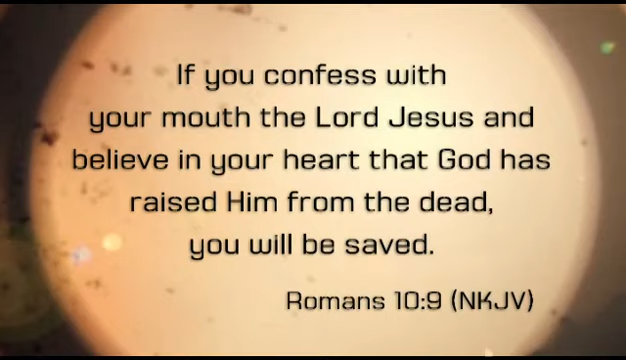 If you confess with
your mouth the Lord Jesus and
believe in your heart that God has
raised Him from the dead,
you will be saved.
Romans 10:9 (NKJV)